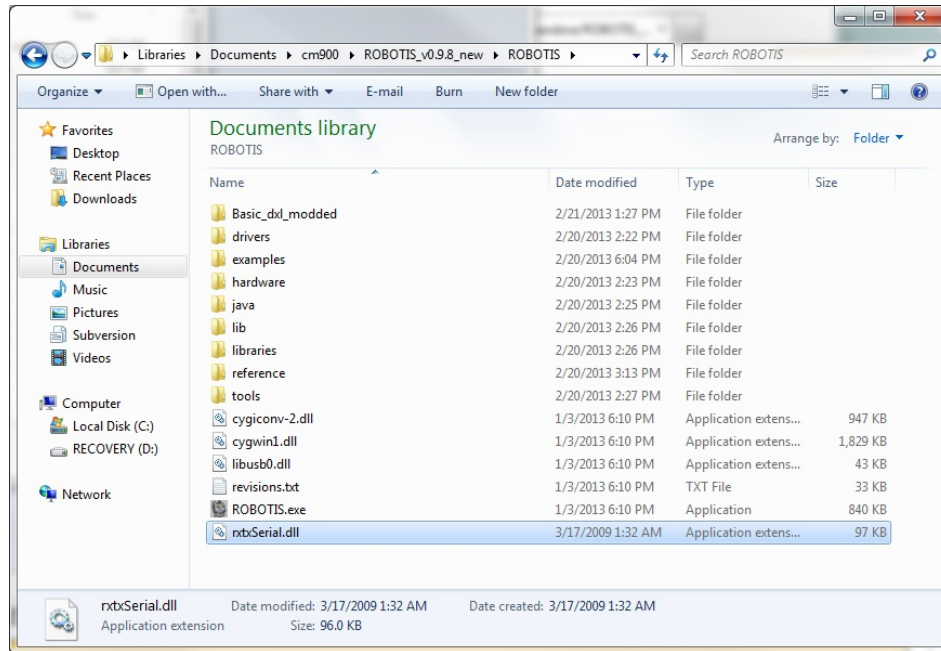 Libraries Documents cm900 ROBOTIS_v0.9.8_new ROBOTIS Search ROBOTIS
Organize Open with... Share with E-mail Burn New folder
Favorites
Desktop
Recent Places
Downloads
Libraries
Documents
Music
Pictures
Subversion
Videos
Computer
Local Disk (C:)
RECOVERY (D:)
Network
Documents library
ROBOTIS
Arrange by: Folder
Name Date modified Type Size
Basic_dxl_modded 2/21/2013 1:27 PM File folder
drivers 2/20/2013 2:22 PM File folder
examples 2/20/2013 6:04 PM File folder
hardware 2/20/2013 2:23 PM File folder
java 2/20/2013 2:25 PM File folder
lib 2/20/2013 2:26 PM File folder
libraries 2/20/2013 2:26 PM File folder
reference 2/20/2013 3:13 PM File folder
tools 2/20/2013 2:27 PM File folder
cygiconv-2.dll 1/3/2013 6:10 PM Application extens... 947 KB
cygwin1.dll 1/3/2013 6:10 PM Application extens... 1,829 KB
libusb0.dll 1/3/2013 6:10 PM Application extens... 43 KB
revisions.txt 1/3/2013 6:10 PM TXT File 33 KB
ROBOTIS.exe 1/3/2013 6:10 PM Application 840 KB
rxtxSerial.dll 3/17/2009 1:32 AM Application extens... 97 KB
rxtxSerial.dll Date modified: 3/17/2009 1:32 AM Date created: 3/17/2009 1:32 AM
Application extension Size: 96.0 KB